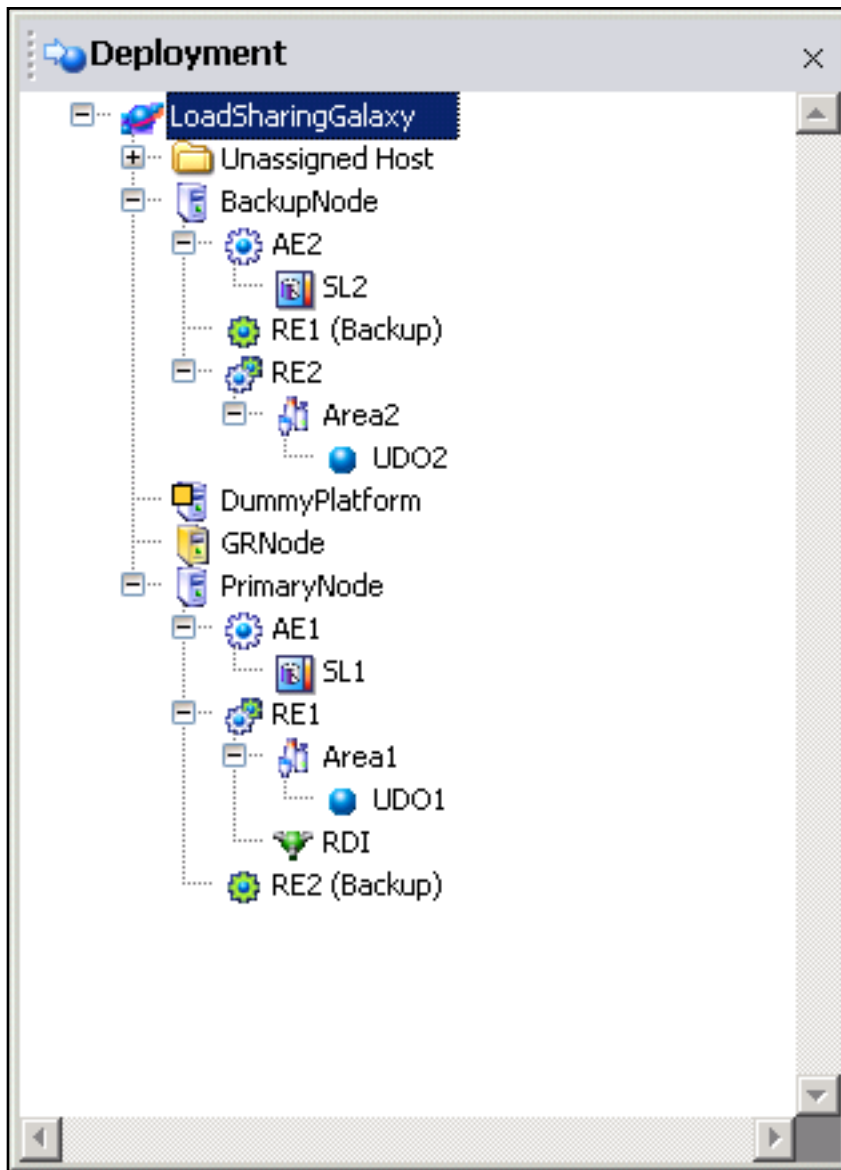 Deployment
LoadSharingGalaxy
Unassigned Host
BackupNode
AE2
SL2
RE1 (Backup)
RE2
Area2
UDO2
DummyPlatform
GRNode
PrimaryNode
AE1
SL1
RE1
Area1
UDO1
RDI
RE2 (Backup)